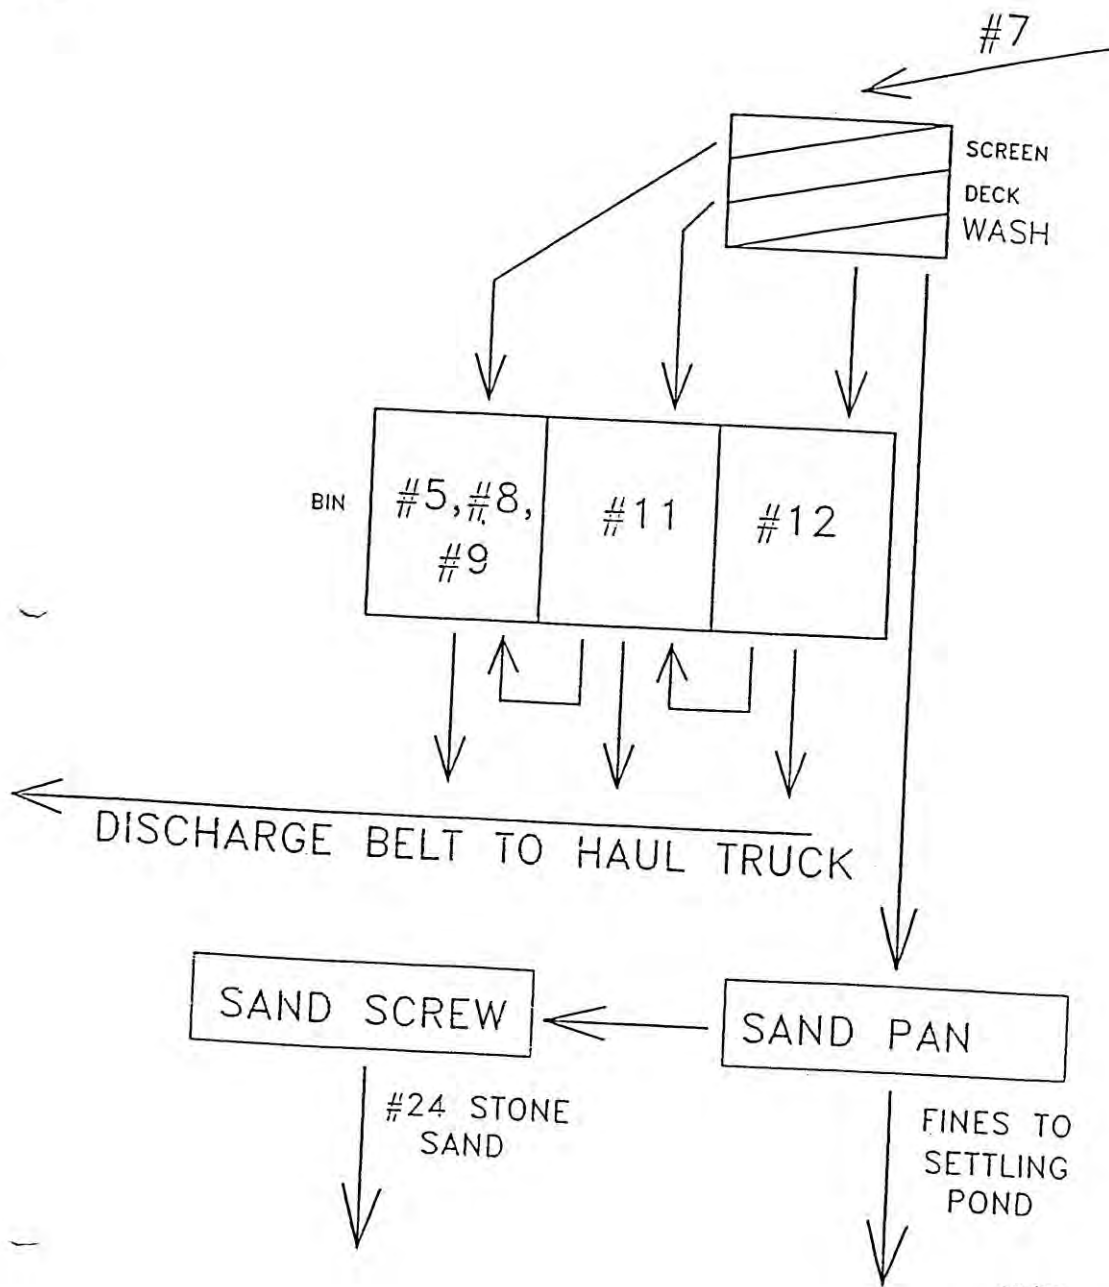 #7
SCREEN
DECK
WASH
BIN
#5,#8,
#9
#11
#12
DISCHARGE BELT TO HAUL TRUCK
SAND SCREW
SAND PAN
#24 STONE
SAND
FINES TO
SETTLING
POND